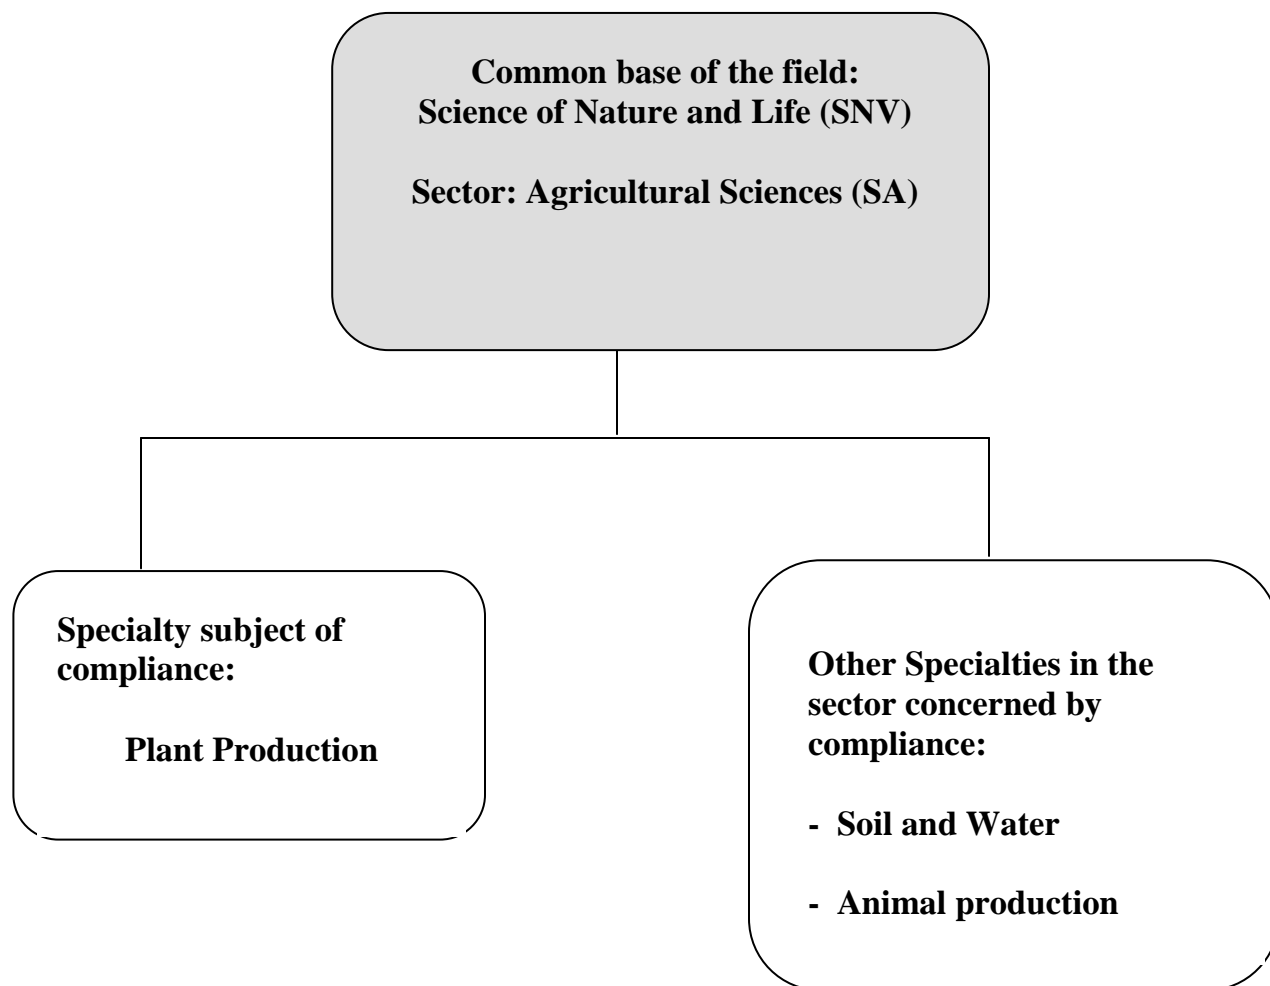 Common base of the field:
Science of Nature and Life (SNV)
Sector: Agricultural Sciences (SA)
Specialty subject of
compliance:
Plant Production
Other Specialties in the
sector concerned by
compliance:
- Soil and Water
- Animal production